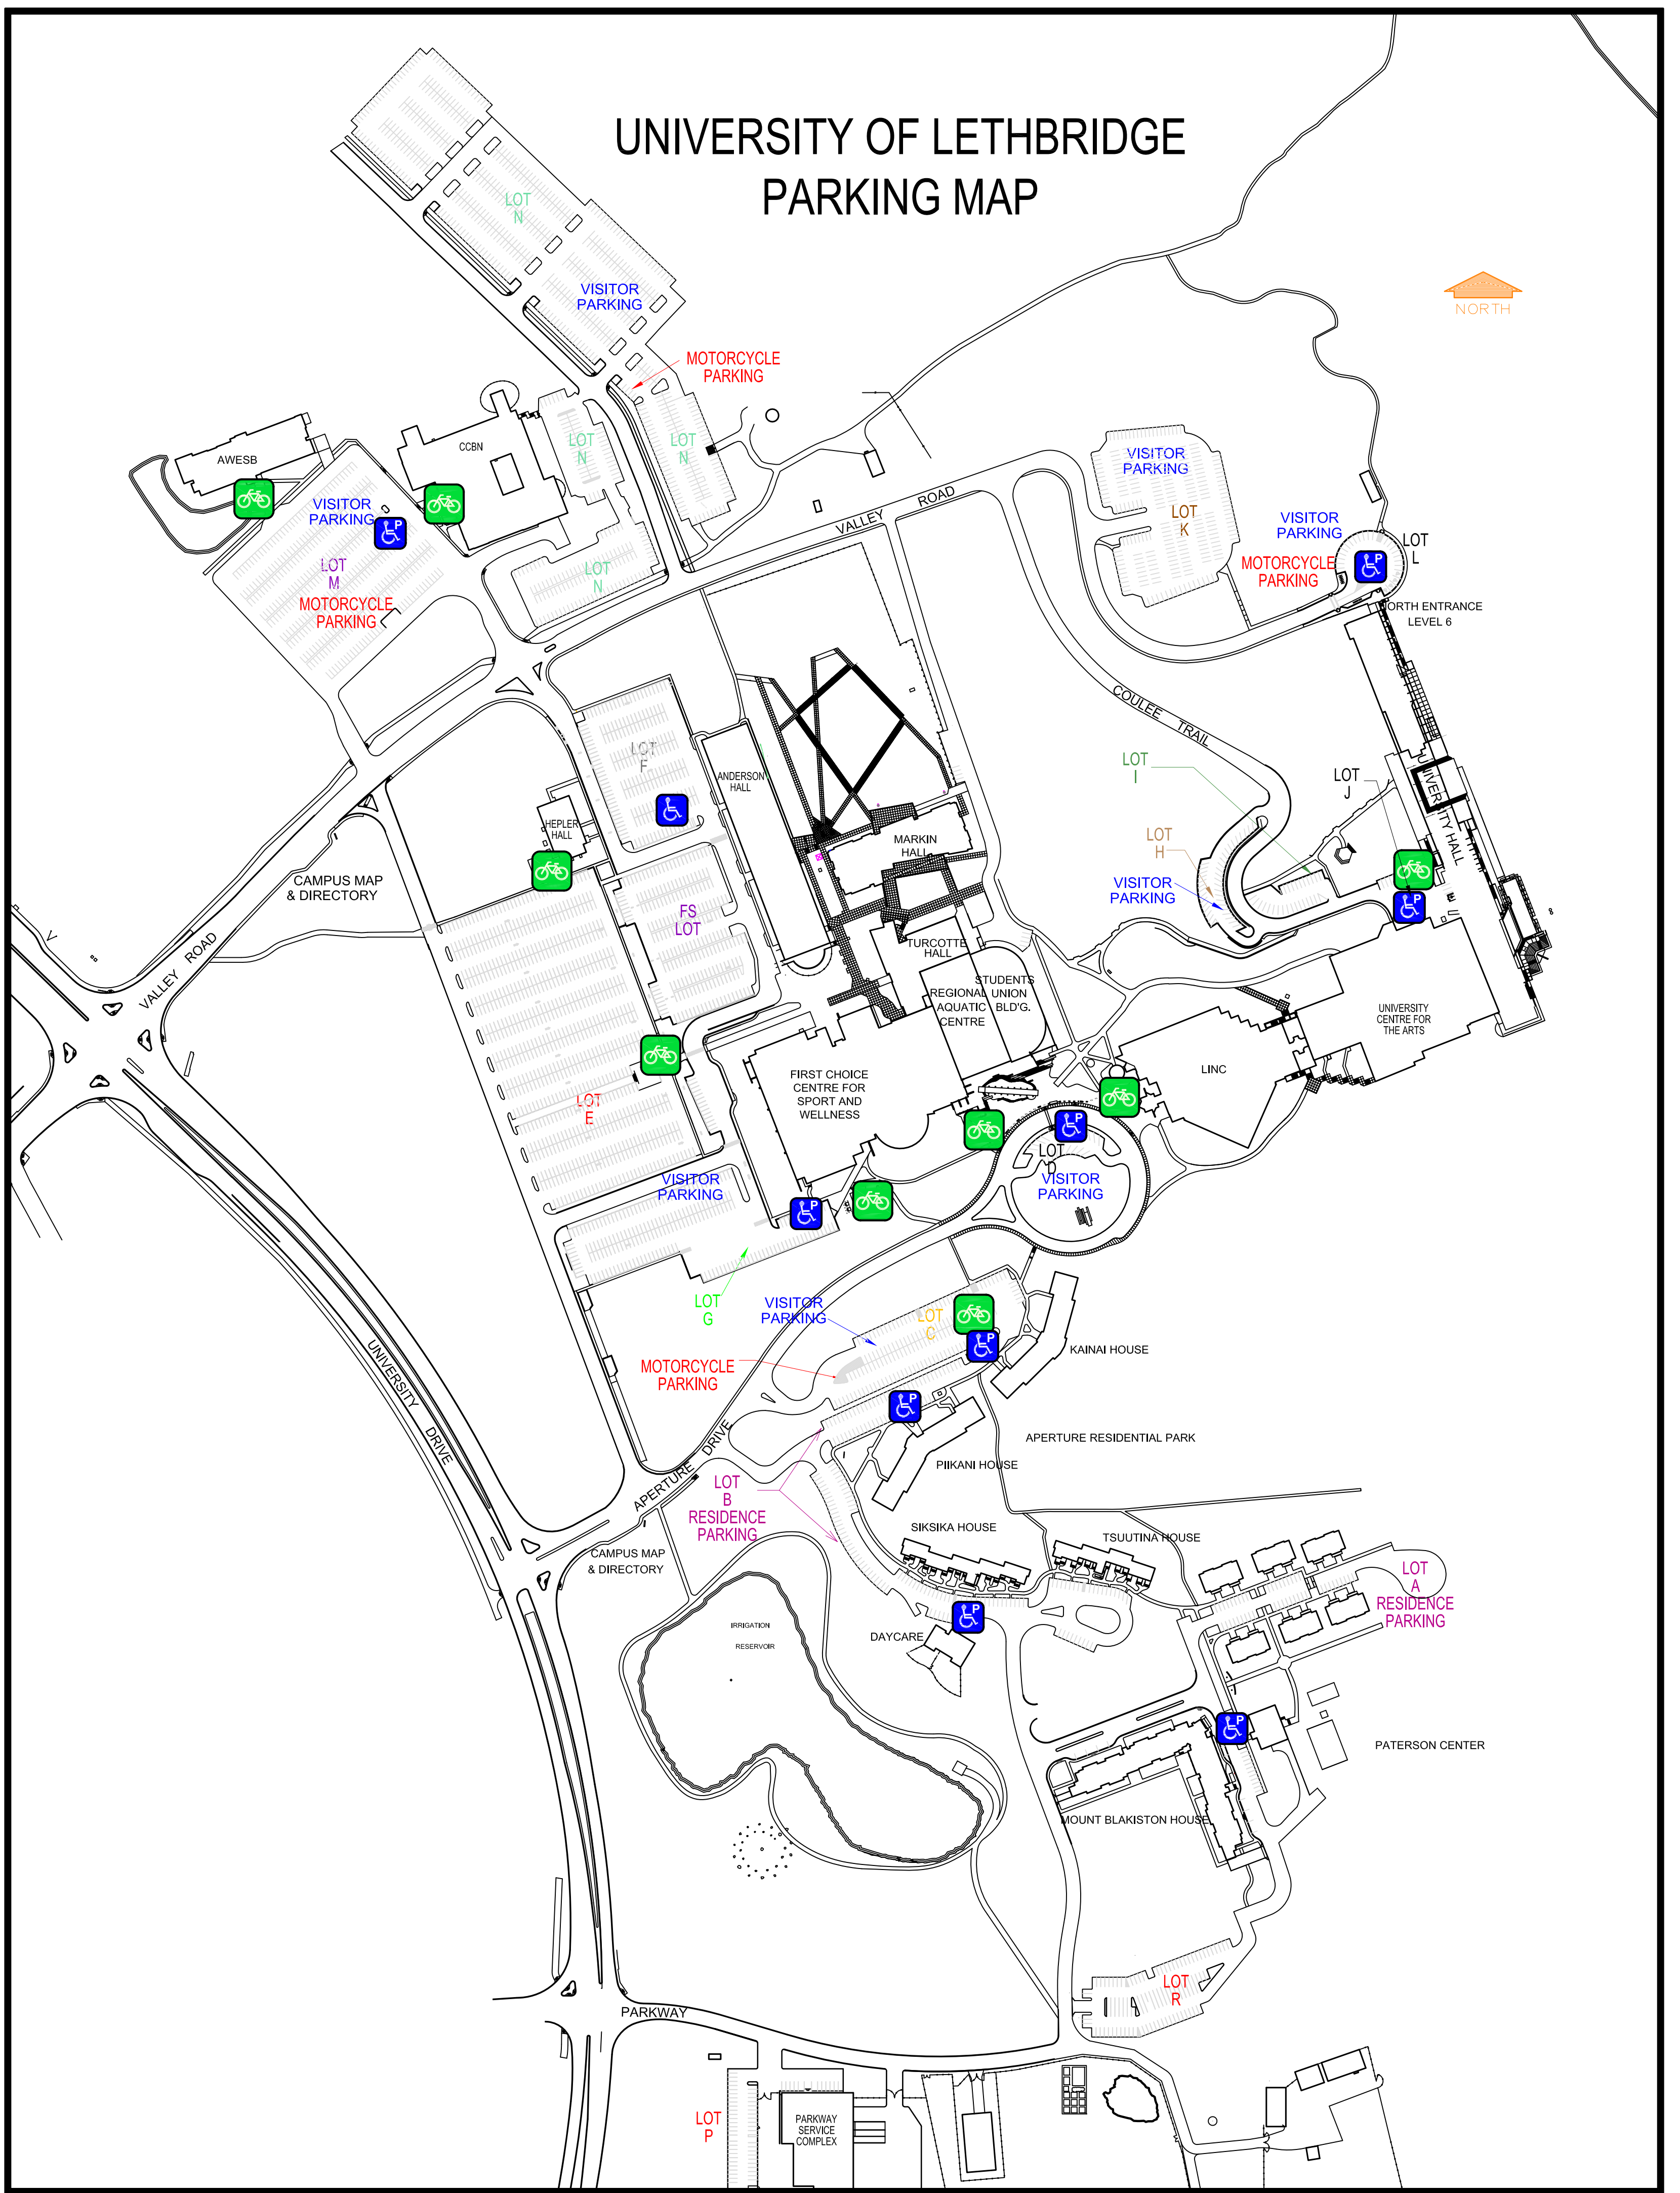 UNIVERSITY OF LETHBRIDGE
PARKING MAP
LOT
N
VISITOR
PARKING
NORTH
MOTORCYCLE
PARKING
LOT
N
LOT
N
CCBN
AWESB
VISITOR
PARKING
LOT
M
MOTORCYCLE
PARKING
P
LOT
N
VALLEY ROAD
VISITOR
PARKING
LOT
K
VISITOR
PARKING
LOT
L
MOTORCYCLE
PARKING
P
NORTH ENTRANCE
LEVEL 6
COULEE TRAIL
LOT
F
ANDERSON
HALL
HEPLER
HALL
MARKIN
HALL
LOT
I
LOT
J
LOT
H
VISITOR
PARKING
UNIVERSITY HALL
P
CAMPUS MAP
& DIRECTORY
VALLEY ROAD
FS
LOT
TURCOTTE
HALL
STUDENTS
UNION
BLD'G.
REGIONAL
AQUATIC
CENTRE
UNIVERSITY
CENTRE FOR
THE ARTS
LINC
FIRST CHOICE
CENTRE FOR
SPORT AND
WELLNESS
LOT
E
P
LOT
D
VISITOR
PARKING
VISITOR
PARKING
P
LOT
G
VISITOR
PARKING
LOT
C
P
KAINAI HOUSE
MOTORCYCLE
PARKING
P
UNIVERSITY DRIVE
APERTURE DRIVE
APERTURE RESIDENTIAL PARK
PIIKANI HOUSE
LOT
B
RESIDENCE
PARKING
SIKSIKA HOUSE
TSUUTINA HOUSE
CAMPUS MAP
& DIRECTORY
LOT
A
RESIDENCE
PARKING
IRRIGATION
RESERVOIR
DAYCARE
P
P
PATERSON CENTER
MOUNT BLAKISTON HOUSE
LOT
R
PARKWAY
LOT
P
PARKWAY
SERVICE
COMPLEX